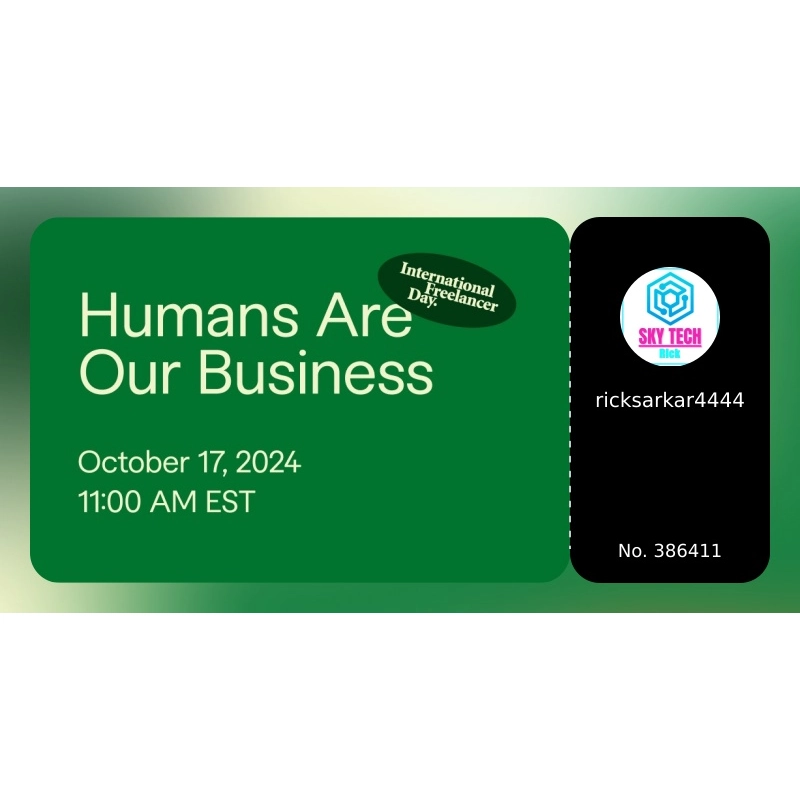 International
Freelancer
Day.
Humans Are
Our Business
October 17, 2024
11:00 AM EST
SKY TECH
Rick
ricksarkar4444
No. 386411